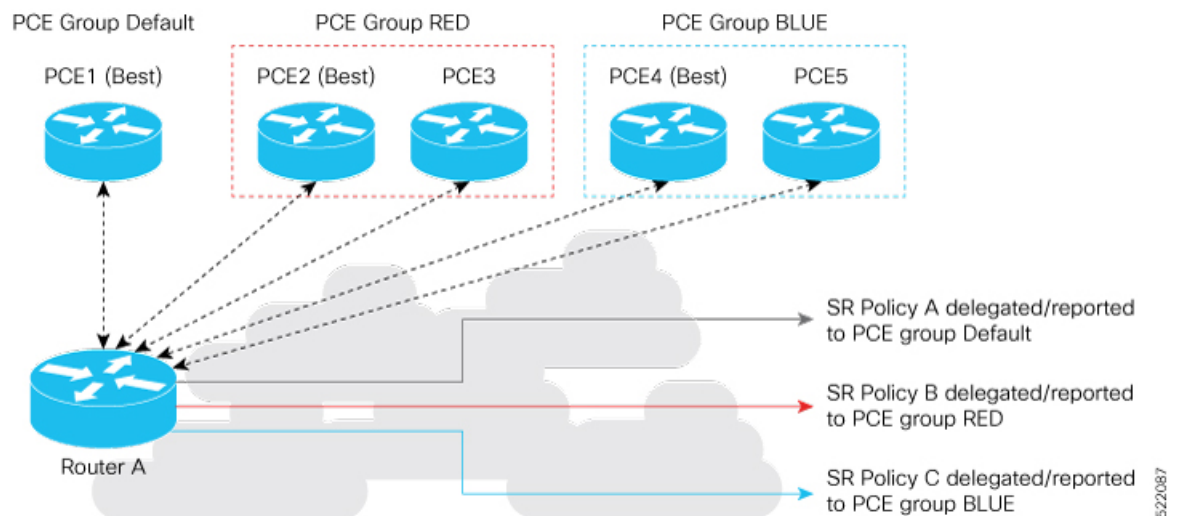 PCE Group Default
PCE Group RED
PCE Group BLUE
PCE1 (Best)
PCE2 (Best)
PCE3
PCE4 (Best)
PCE5
SR Policy A delegated/reported
to PCE group Default
SR Policy B delegated/reported
to PCE group RED
Router A
SR Policy C delegated/reported
to PCE group BLUE
522087